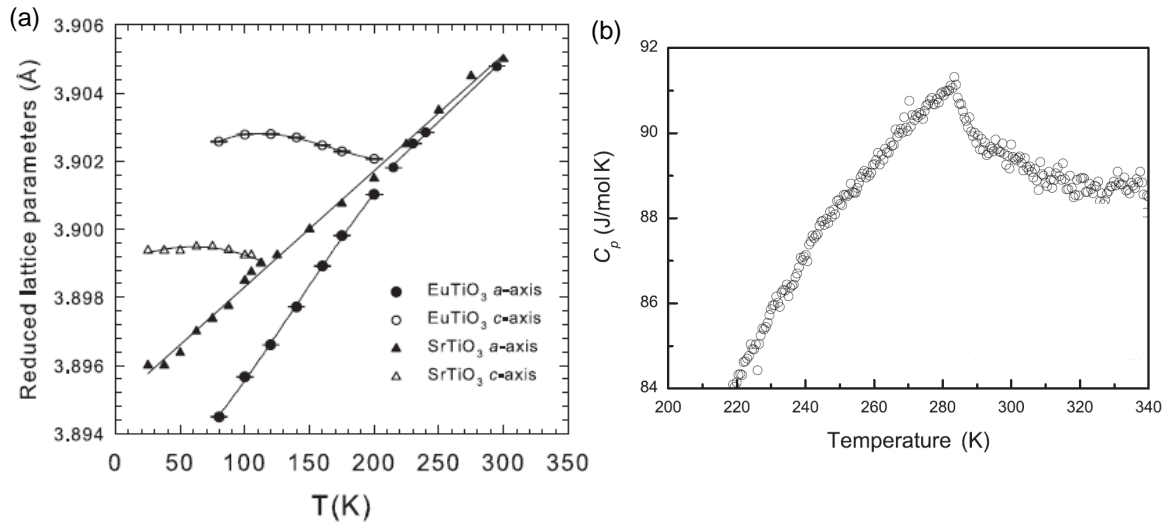 (a)
3.906
3.904
3.902
3.900
3.898
3.896
3.894
Reduced lattice parameters (Å)
EuTiO3 a-axis
EuTiO3 c-axis
SrTiO3 a-axis
SrTiO3 c-axis
0 50 100 150 200 250 300 350
T(K)
(b)
92
90
88
86
84
Cp (J/mol K)
200 220 240 260 280 300 320 340
Temperature (K)